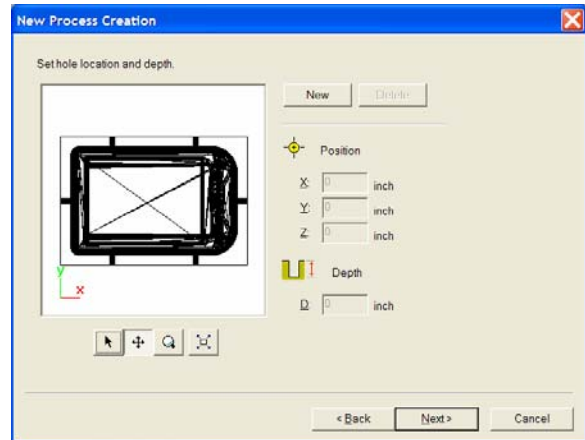 New Process Creation
Set hole location and depth.
New
Delete
Position
X: 0 inch
Y: 0 inch
Z: 0 inch
Depth
D: 0 inch
y
x
< Back
Next >
Cancel